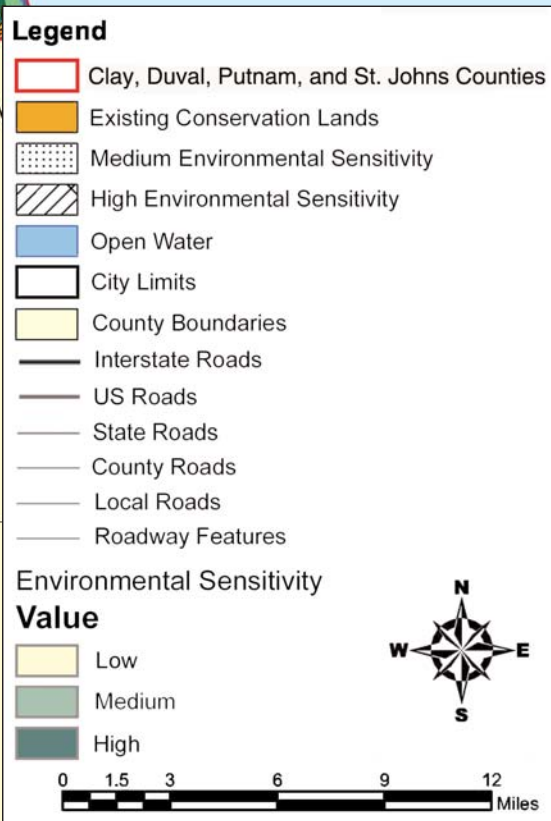 Legend
Clay, Duval, Putnam, and St. Johns Counties
Existing Conservation Lands
Medium Environmental Sensitivity
High Environmental Sensitivity
Open Water
City Limits
County Boundaries
Interstate Roads
US Roads
State Roads
County Roads
Local Roads
Roadway Features
Environmental Sensitivity
Value
Low
Medium
High
N
W E
S
0 1.5 3 6 9 12
Miles